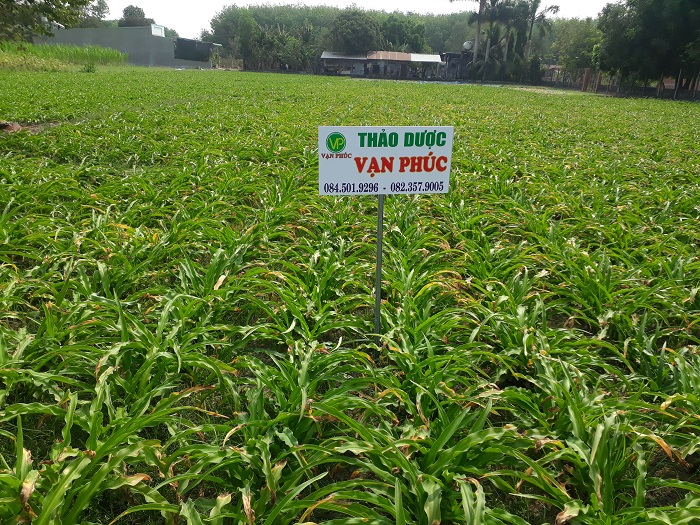 VP
VẠN PHÚC
THẢO DƯỢC
VẠN PHÚC
084.501.9296 - 082.357.9005